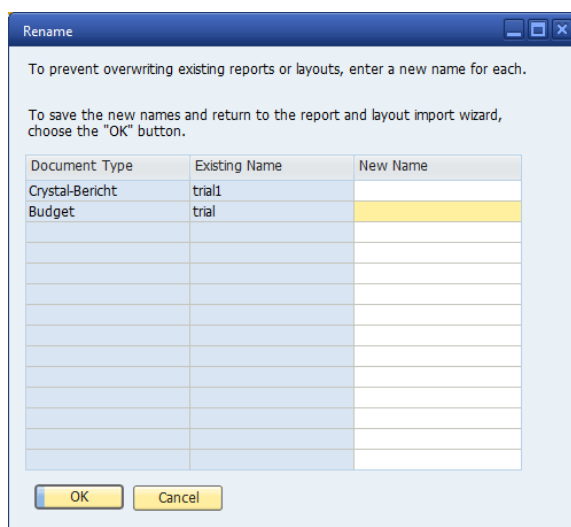 Rename
To prevent overwriting existing reports or layouts, enter a new name for each.
To save the new names and return to the report and layout import wizard,
choose the "OK" button.
Document Type Existing Name New Name
Crystal-Bericht trial1
Budget trial
OK Cancel